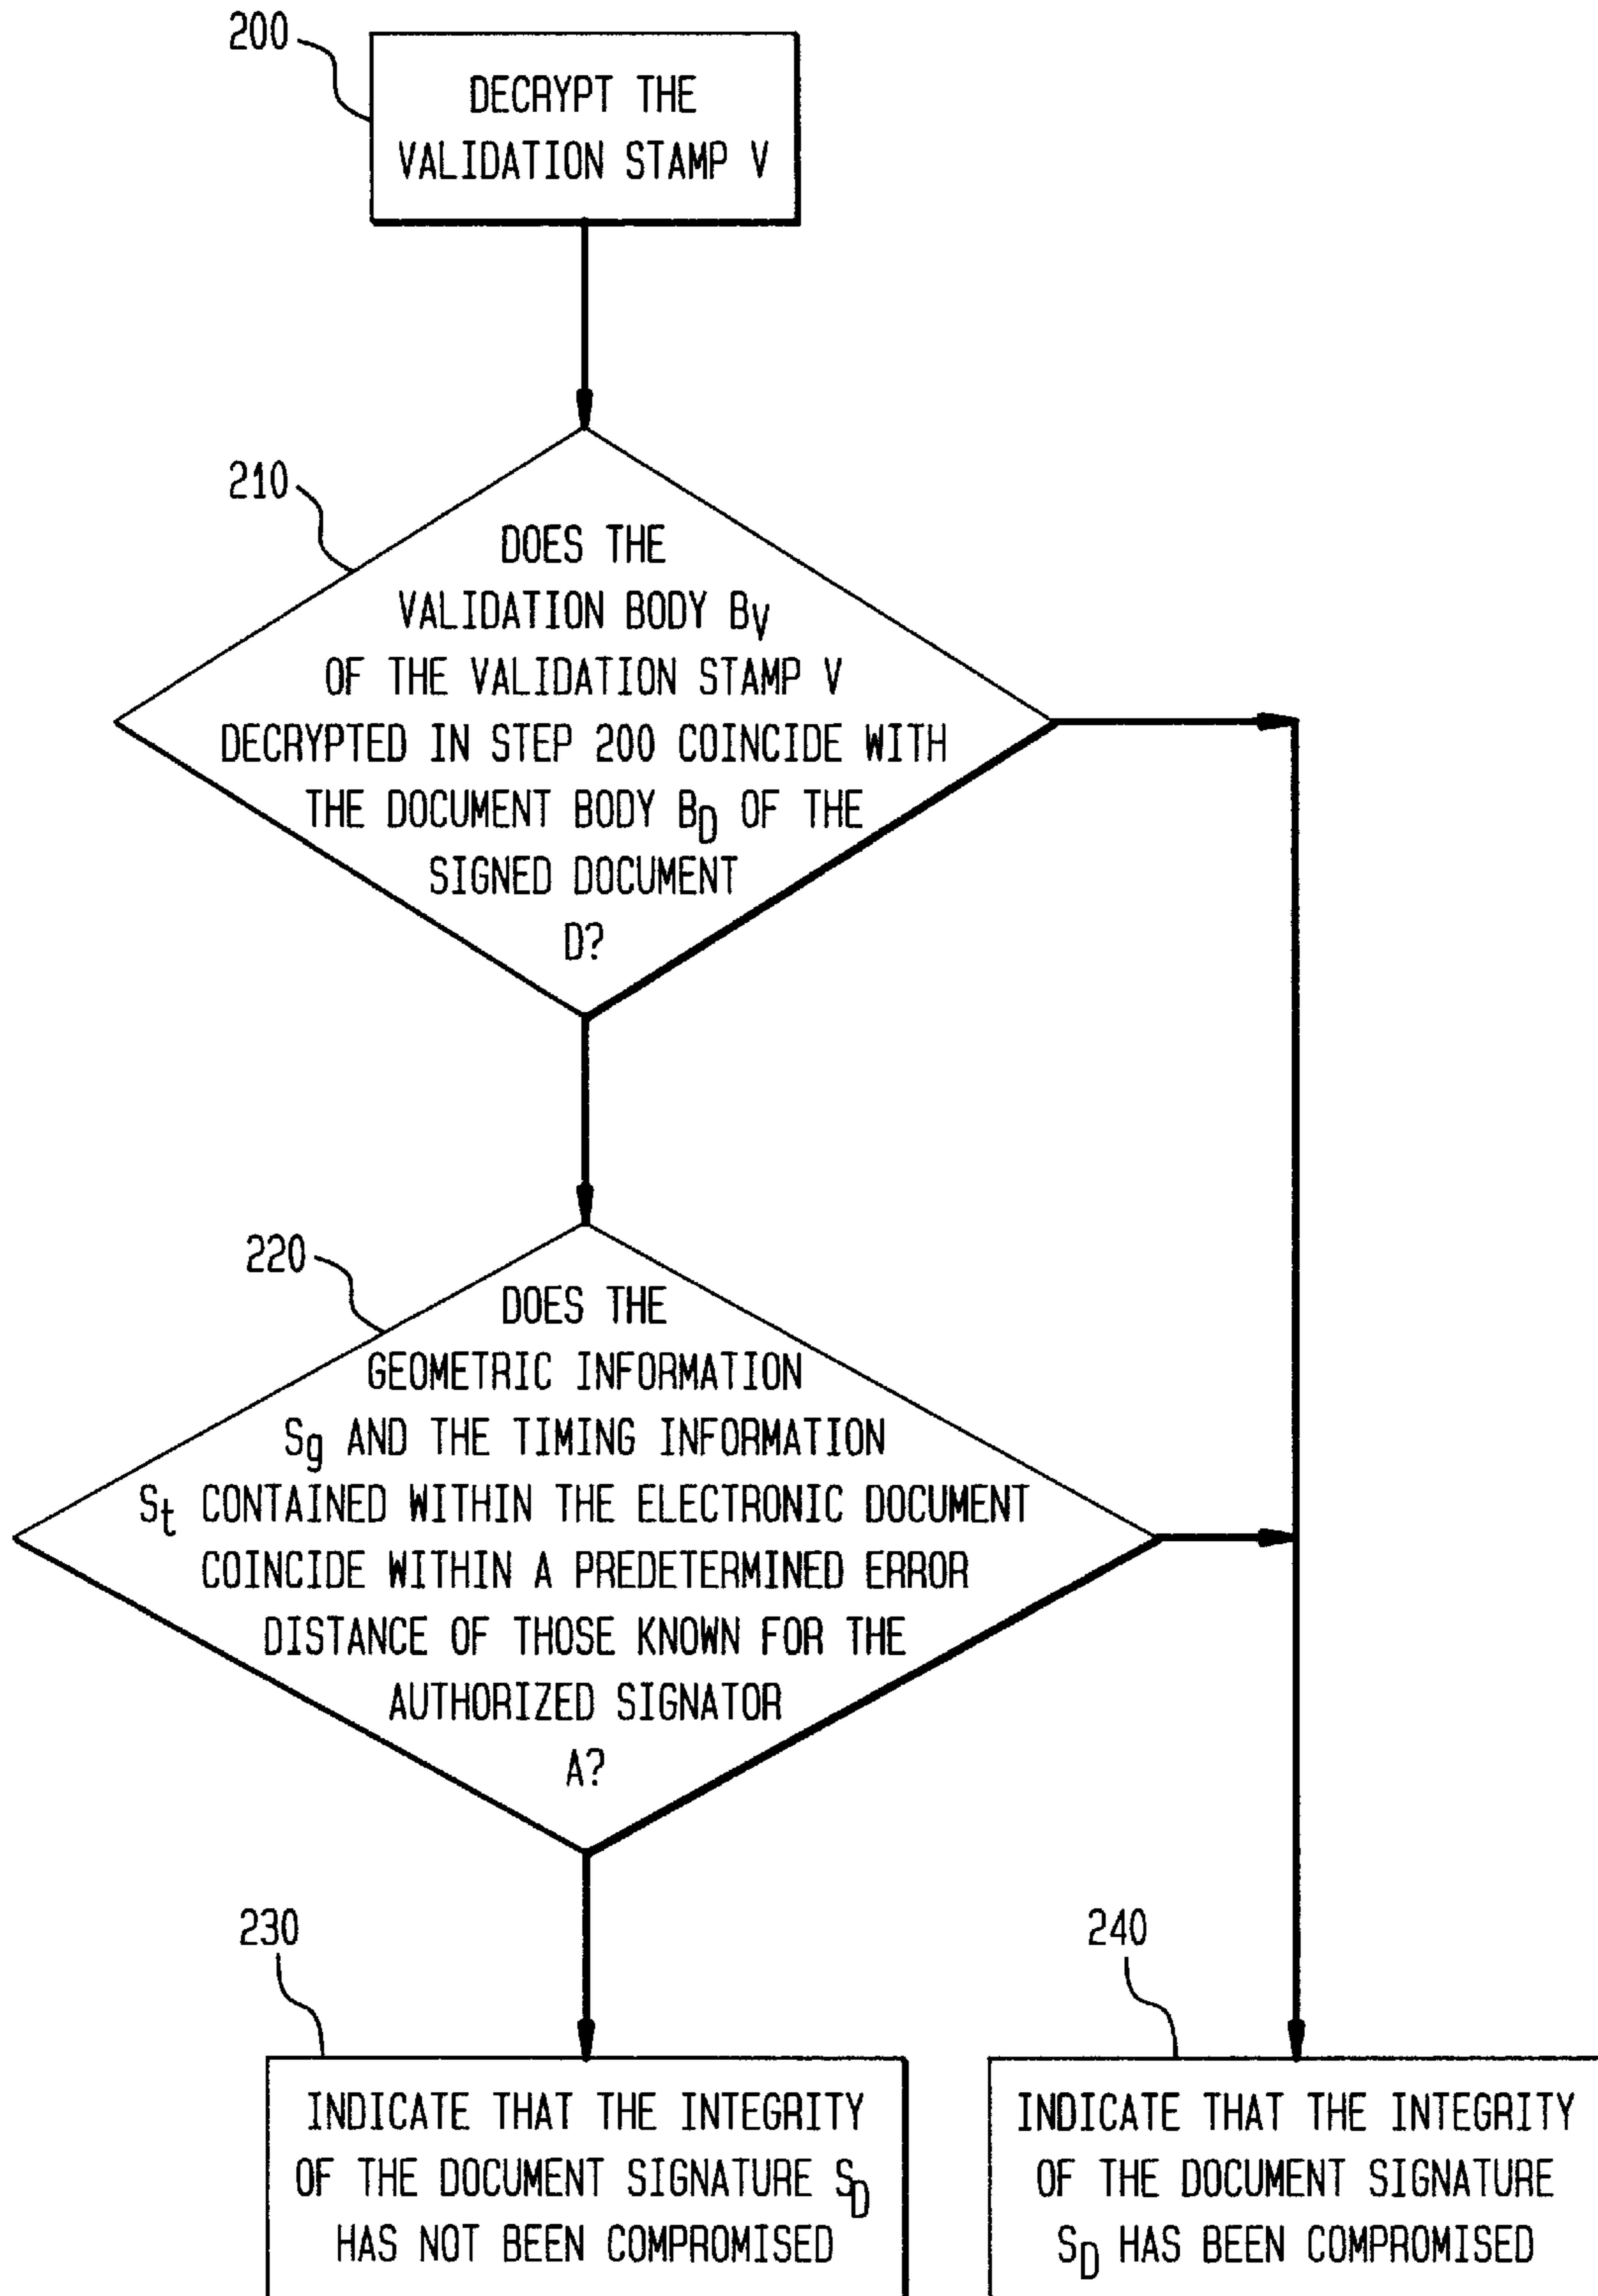 200
DECRYPT THE
VALIDATION STAMP V
210
DOES THE
VALIDATION BODY BV
OF THE VALIDATION STAMP V
DECRYPTED IN STEP 200 COINCIDE WITH
THE DOCUMENT BODY BD OF THE
SIGNED DOCUMENT
D?
220
DOES THE
GEOMETRIC INFORMATION
Sg AND THE TIMING INFORMATION
St CONTAINED WITHIN THE ELECTRONIC DOCUMENT
COINCIDE WITHIN A PREDETERMINED ERROR
DISTANCE OF THOSE KNOWN FOR THE
AUTHORIZED SIGNATOR
A?
230
INDICATE THAT THE INTEGRITY
OF THE DOCUMENT SIGNATURE SD
HAS NOT BEEN COMPROMISED
240
INDICATE THAT THE INTEGRITY
OF THE DOCUMENT SIGNATURE
SD HAS BEEN COMPROMISED